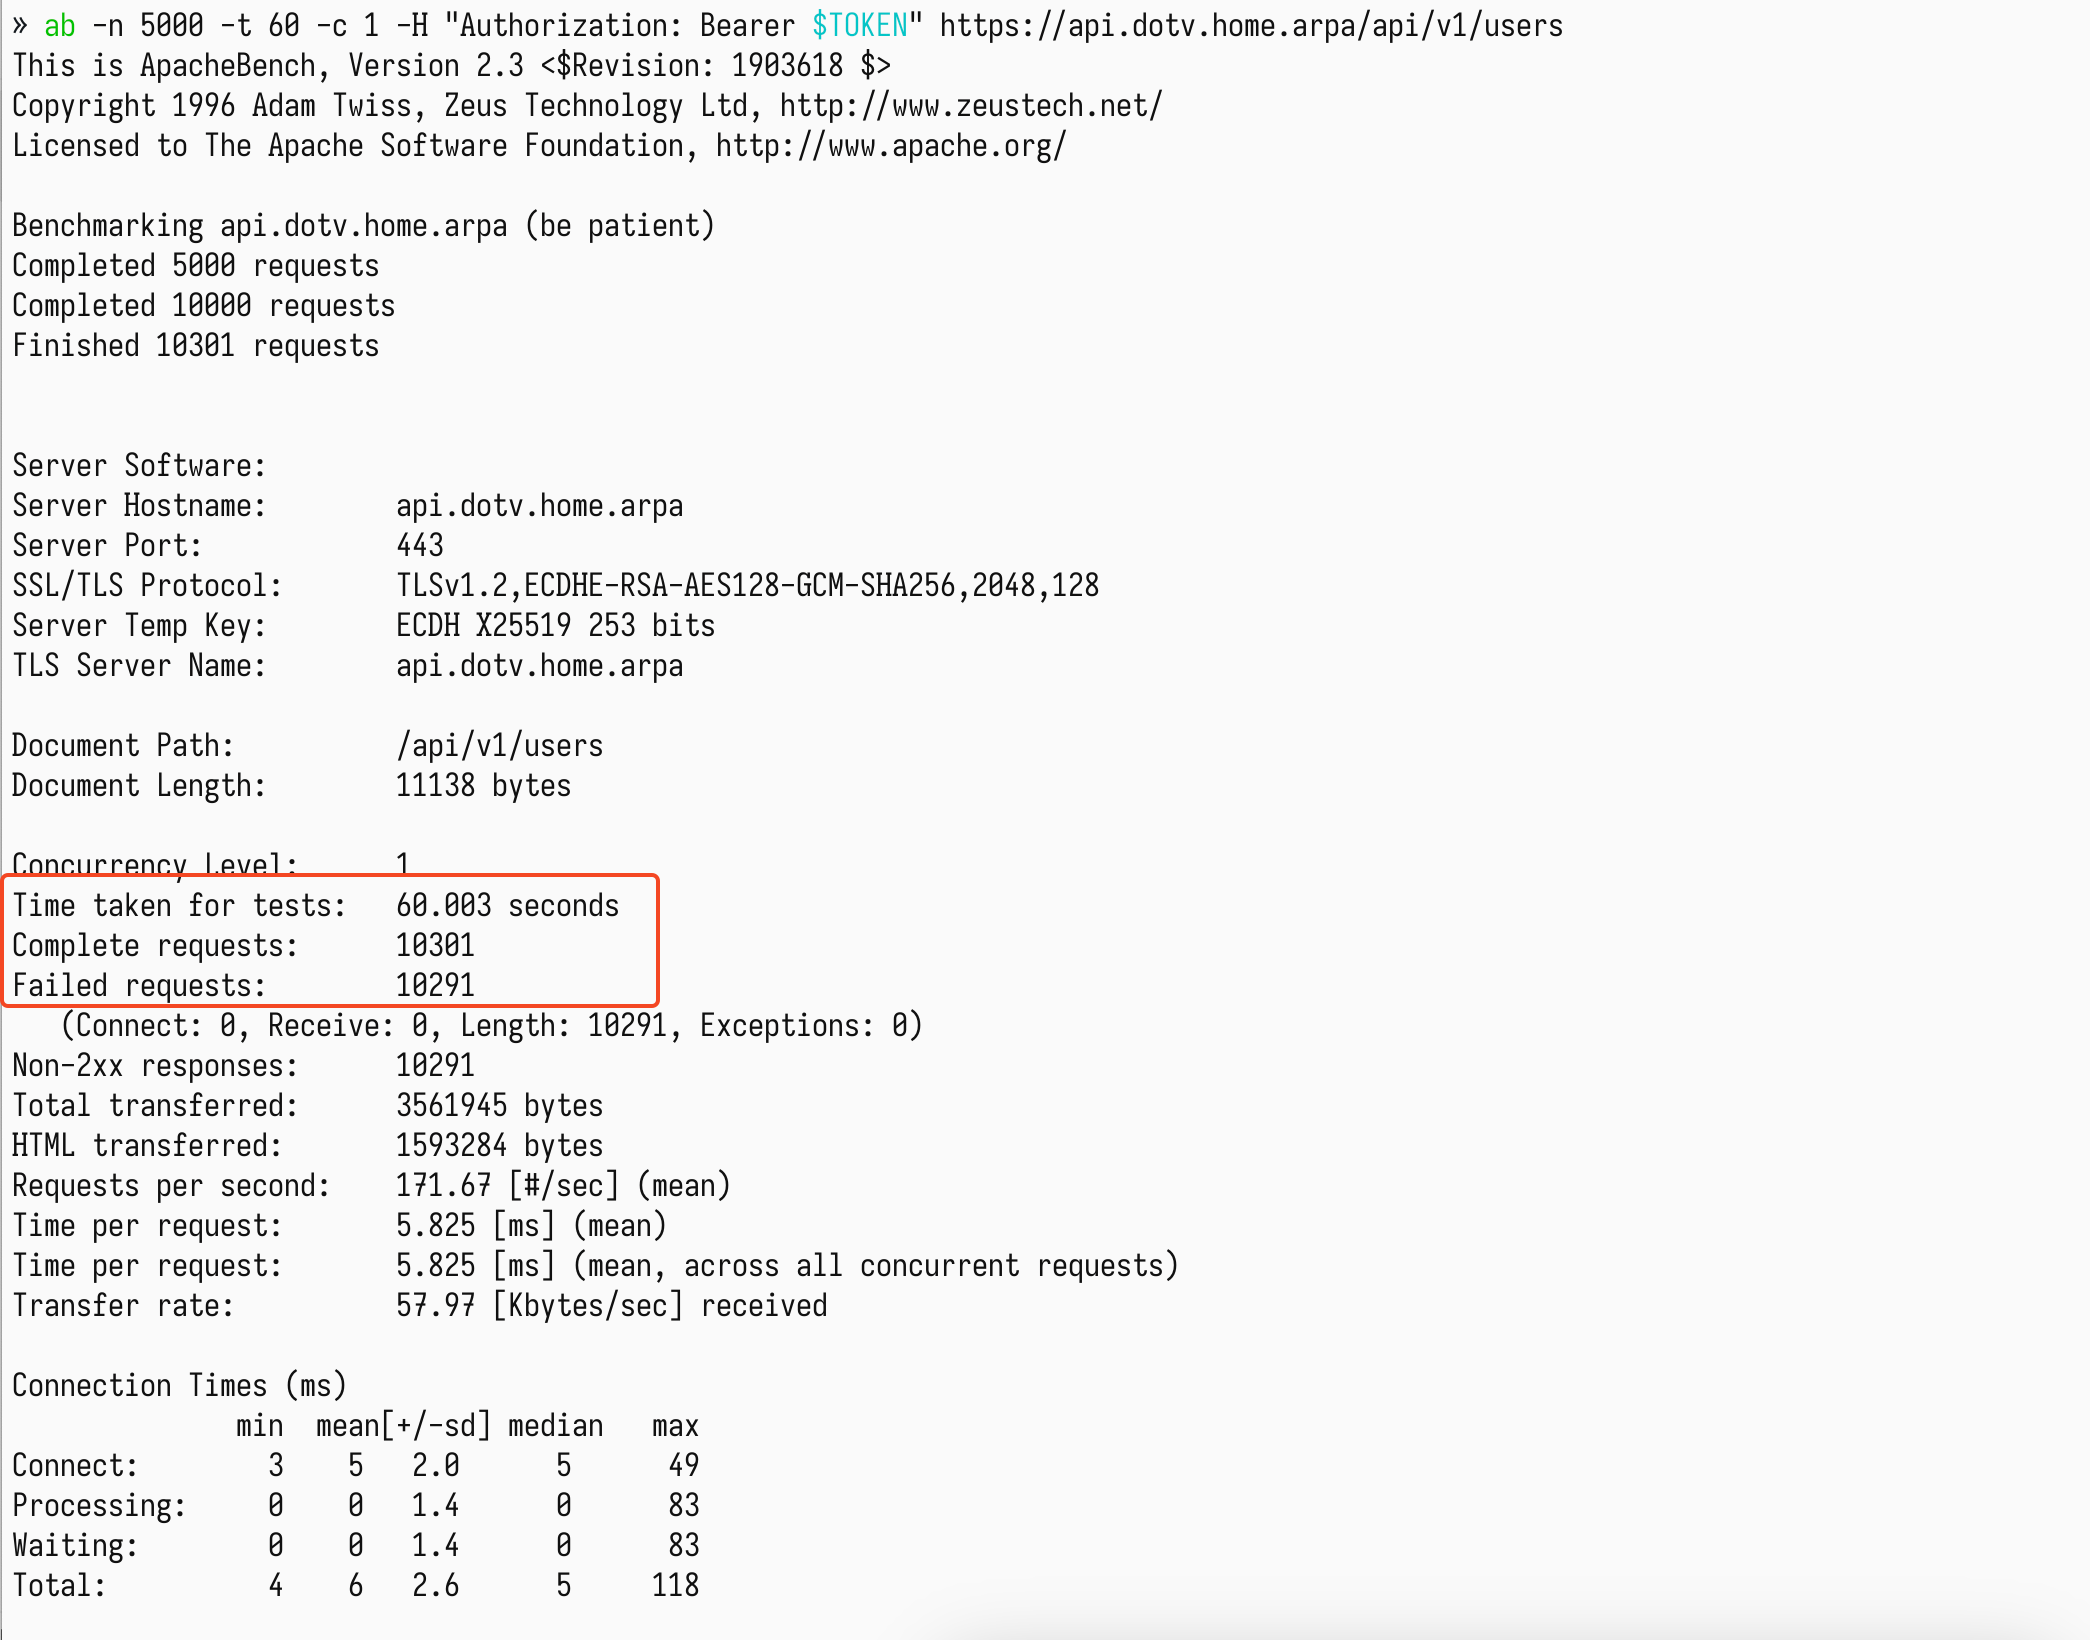 » ab -n 5000 -t 60 -c 1 -H "Authorization: Bearer $TOKEN" https://api.dotv.home.arpa/api/v1/users
This is ApacheBench, Version 2.3 <$Revision: 1903618 $>
Copyright 1996 Adam Twiss, Zeus Technology Ltd, http://www.zeustech.net/
Licensed to The Apache Software Foundation, http://www.apache.org/

Benchmarking api.dotv.home.arpa (be patient)
Completed 5000 requests
Completed 10000 requests
Finished 10301 requests

Server Software:
Server Hostname:        api.dotv.home.arpa
Server Port:            443
SSL/TLS Protocol:       TLSv1.2,ECDHE-RSA-AES128-GCM-SHA256,2048,128
Server Temp Key:        ECDH X25519 253 bits
TLS Server Name:        api.dotv.home.arpa

Document Path:          /api/v1/users
Document Length:        11138 bytes

Concurrency Level:      1
Time taken for tests:   60.003 seconds
Complete requests:      10301
Failed requests:        10291
   (Connect: 0, Receive: 0, Length: 10291, Exceptions: 0)
Non-2xx responses:      10291
Total transferred:      3561945 bytes
HTML transferred:       1593284 bytes
Requests per second:    171.67 [#/sec] (mean)
Time per request:       5.825 [ms] (mean)
Time per request:       5.825 [ms] (mean, across all concurrent requests)
Transfer rate:          57.97 [Kbytes/sec] received

Connection Times (ms)
              min  mean[+/-sd] median   max
Connect:        3    5   2.0      5      49
Processing:     0    0   1.4      0      83
Waiting:        0    0   1.4      0      83
Total:          4    6   2.6      5     118